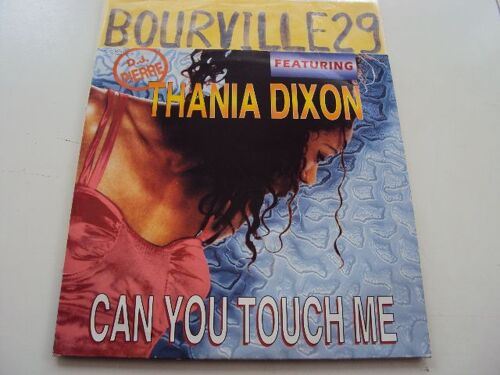 BOURVILLE29
D.J.
PIERRE
FEATURING
THANIA DIXON
CAN YOU TOUCH ME